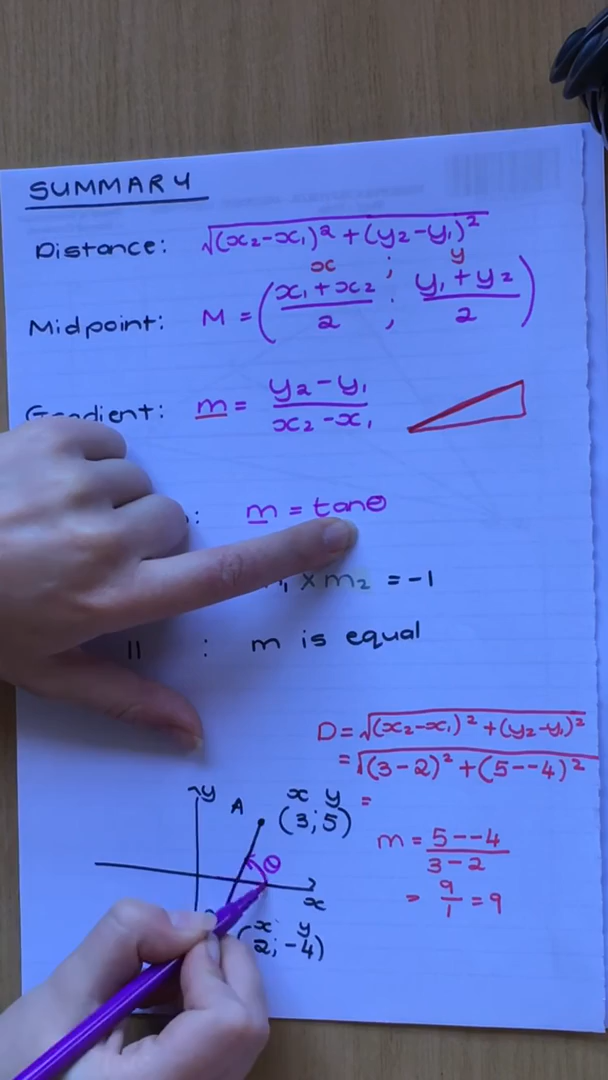 SUMMARY
Distance: √(x₂-x₁)² + (y₂-y₁)²
x ; y
Midpoint: M = (x₁+x₂/2 ; y₁+y₂/2)
Gradient: m = y₂-y₁/x₂-x₁
: m = tanθ
₁ × m₂ = -1
|| : m is equal
D = √(x₂-x₁)² + (y₂-y₁)²
= √(3-2)² + (5--4)²
=
y A x y
(3;5)
m = 5--4/3-2
= 9/1 = 9
θ
x
x y
(2;-4)